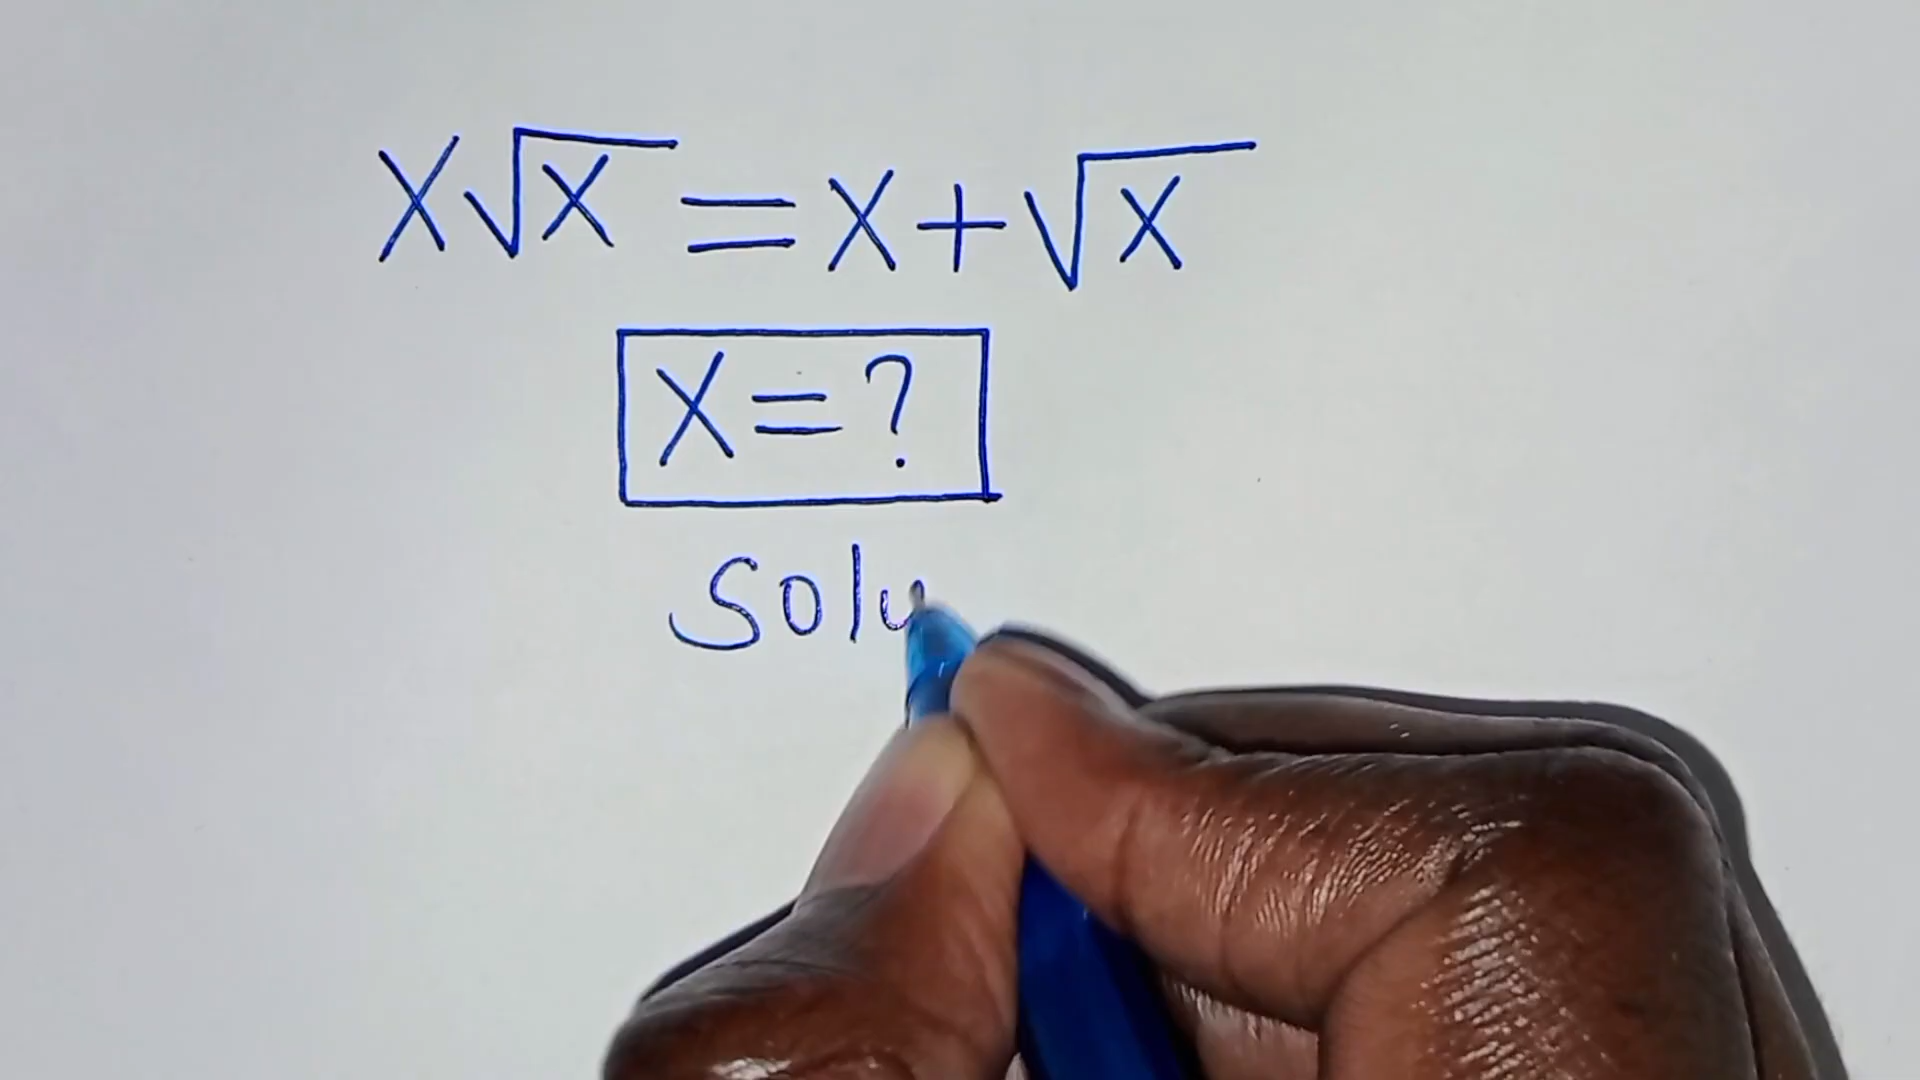 X√X = X+√X
X = ?
Solu